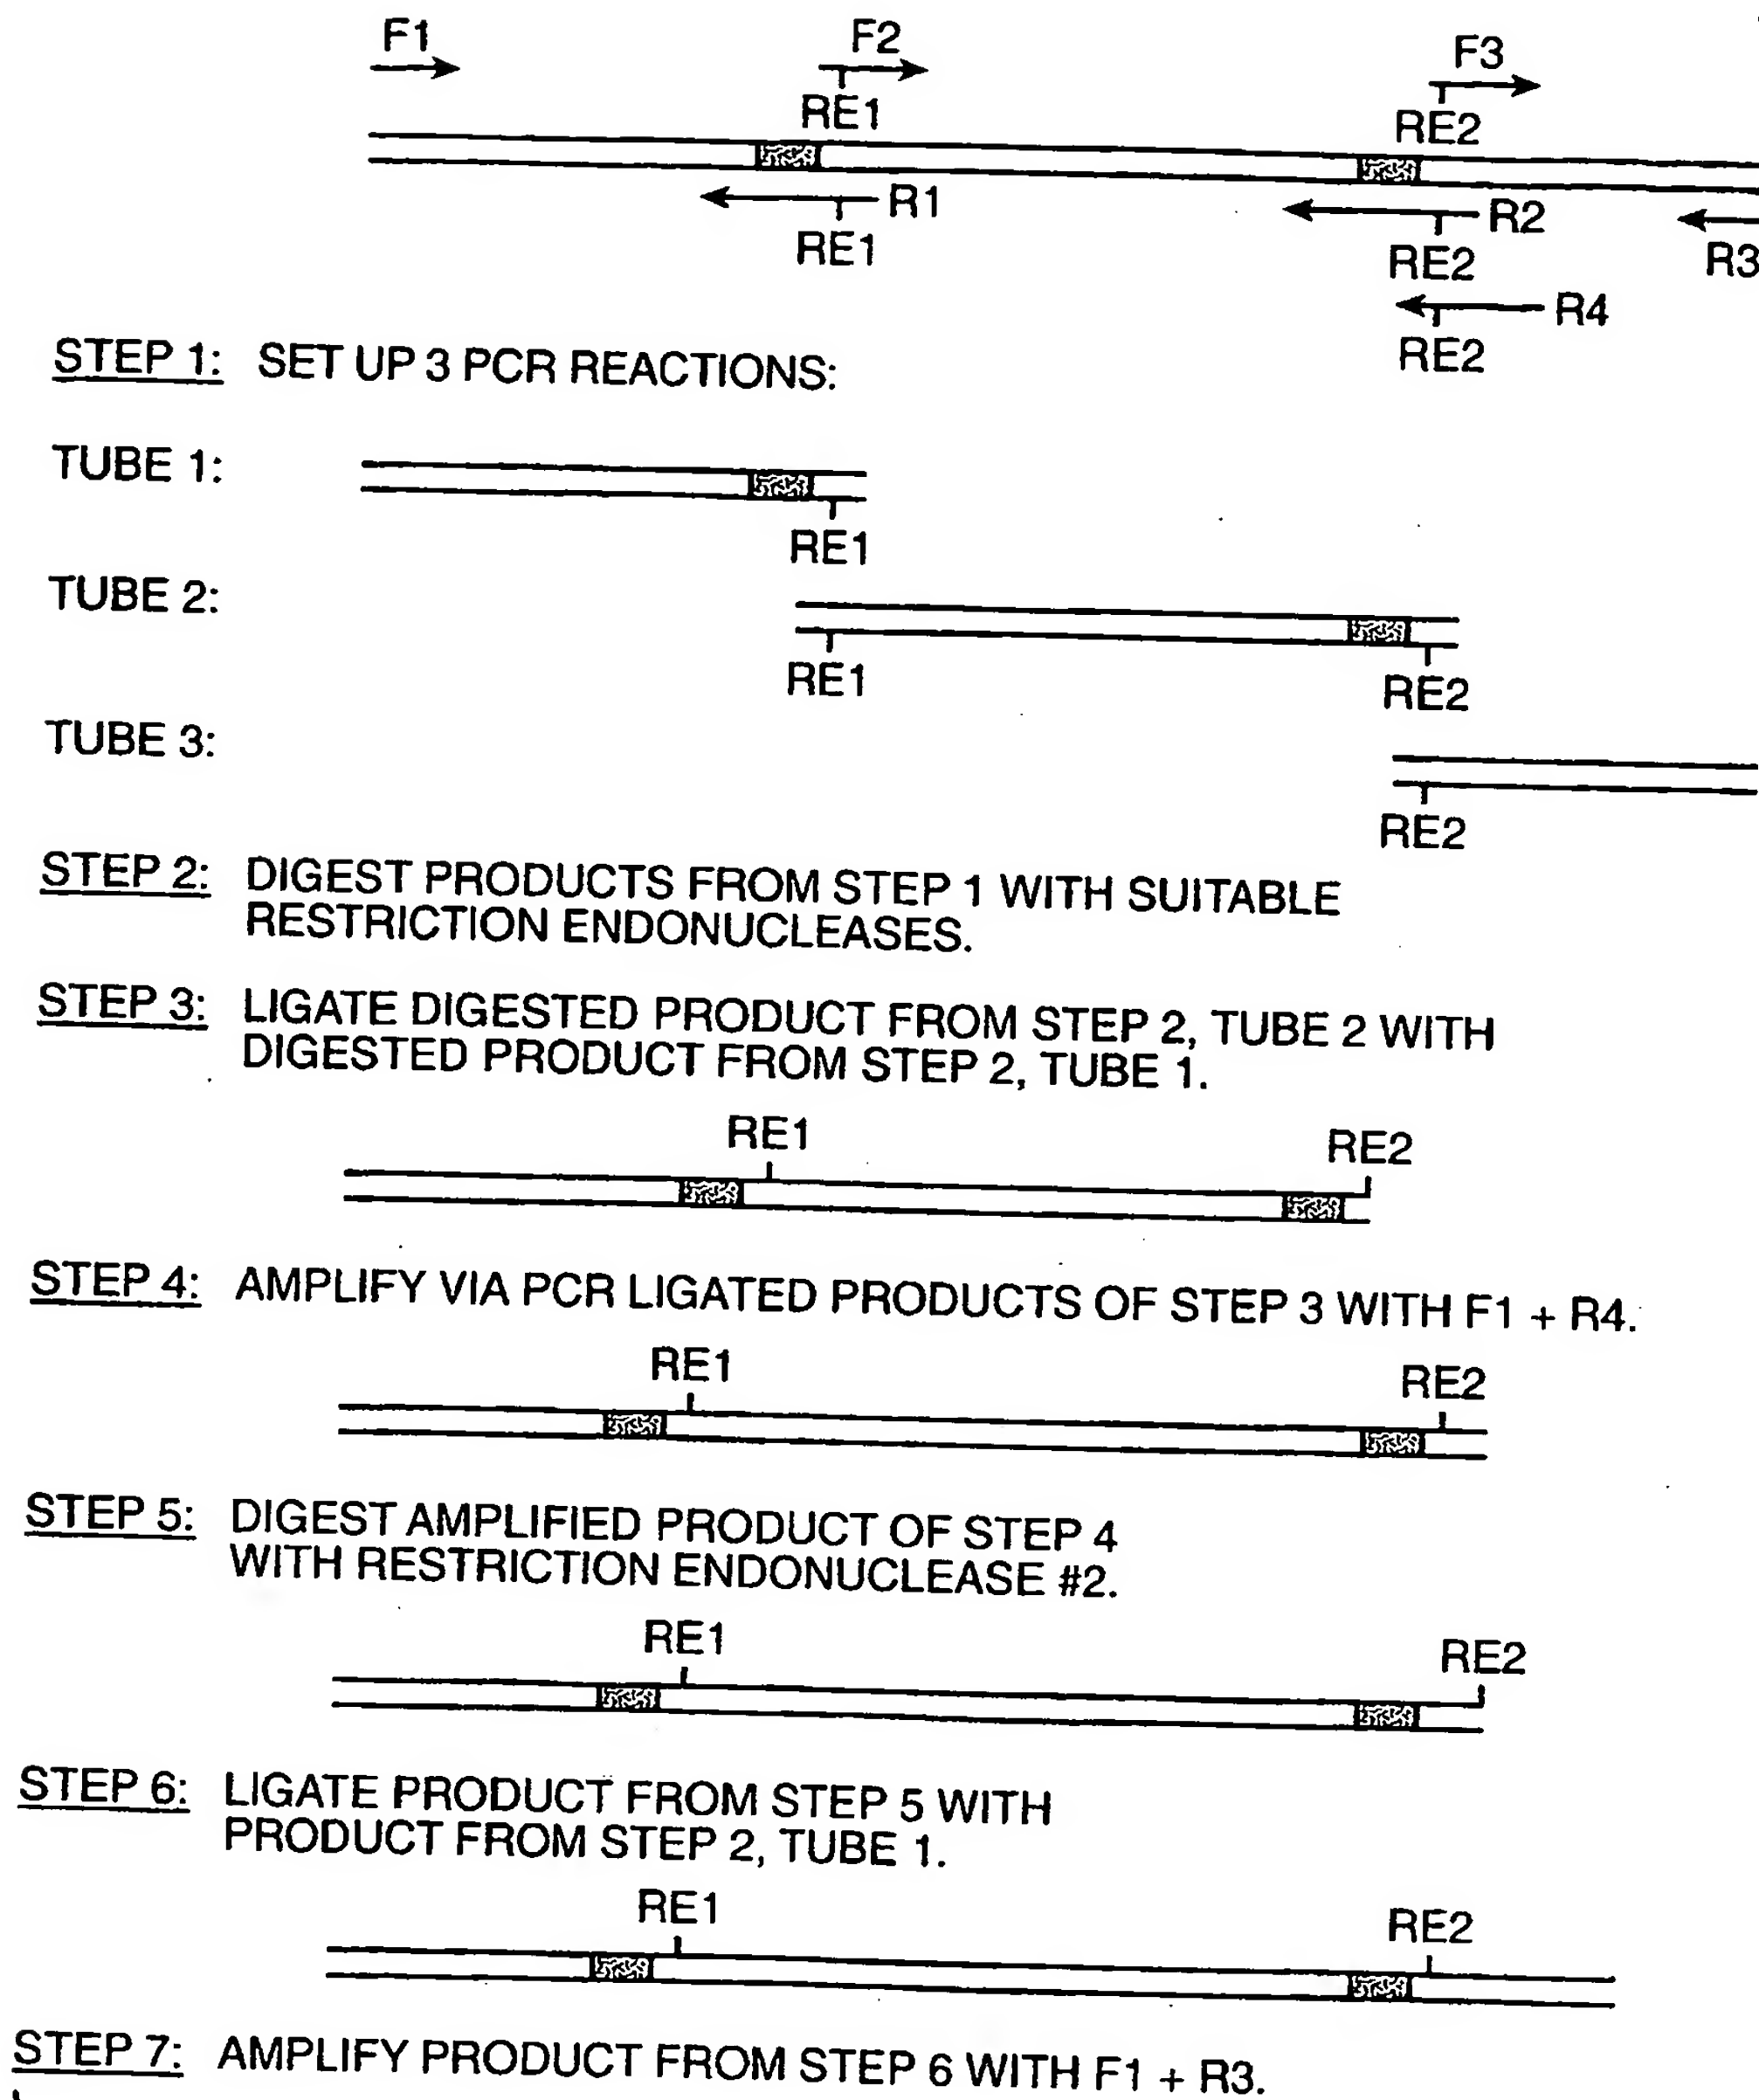 F1
F2
F3
RE1
RE2
R1
R2
RE1
RE2
R3
R4
RE2
STEP 1: SET UP 3 PCR REACTIONS:
TUBE 1:
RE1
TUBE 2:
RE1
RE2
TUBE 3:
RE2
STEP 2: DIGEST PRODUCTS FROM STEP 1 WITH SUITABLE
RESTRICTION ENDONUCLEASES.
STEP 3: LIGATE DIGESTED PRODUCT FROM STEP 2, TUBE 2 WITH
DIGESTED PRODUCT FROM STEP 2, TUBE 1.
RE1
RE2
STEP 4: AMPLIFY VIA PCR LIGATED PRODUCTS OF STEP 3 WITH F1 + R4.
RE1
RE2
STEP 5: DIGEST AMPLIFIED PRODUCT OF STEP 4
WITH RESTRICTION ENDONUCLEASE #2.
RE1
RE2
STEP 6: LIGATE PRODUCT FROM STEP 5 WITH
PRODUCT FROM STEP 2, TUBE 1.
RE1
RE2
STEP 7: AMPLIFY PRODUCT FROM STEP 6 WITH F1 + R3.